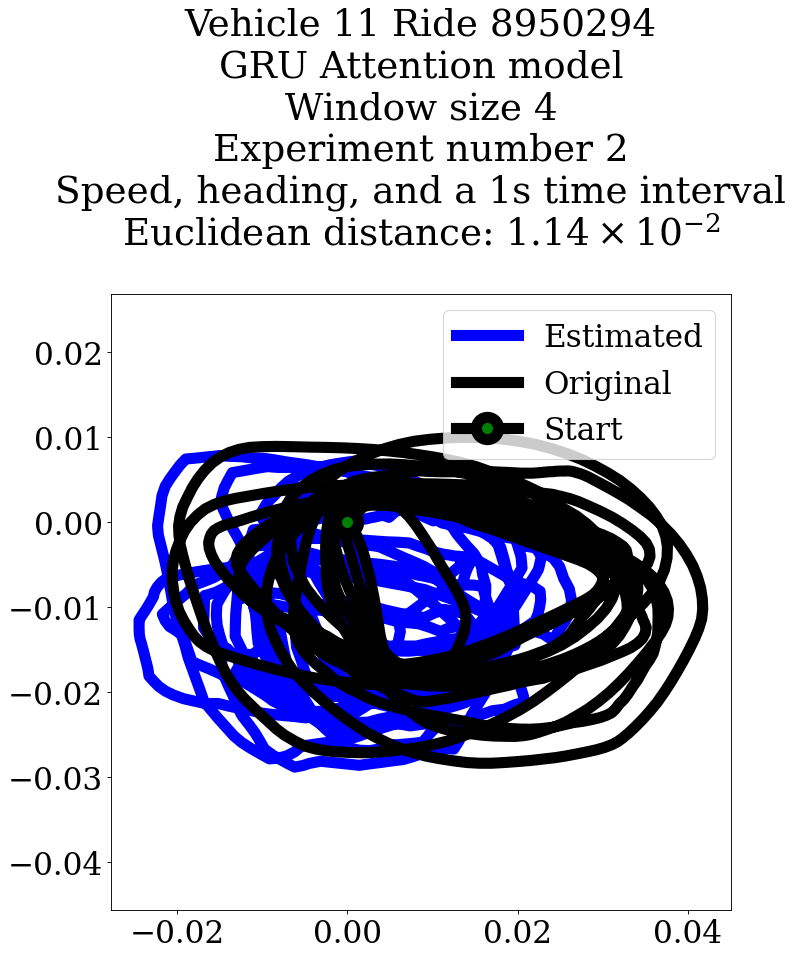 Vehicle 11 Ride 8950294
GRU Attention model
Window size 4
Experiment number 2
Speed, heading, and a 1s time interval
Euclidean distance: 1.14 × 10⁻²
Estimated
Original
Start
0.02
0.01
0.00
−0.01
−0.02
−0.03
−0.04
−0.02 0.00 0.02 0.04